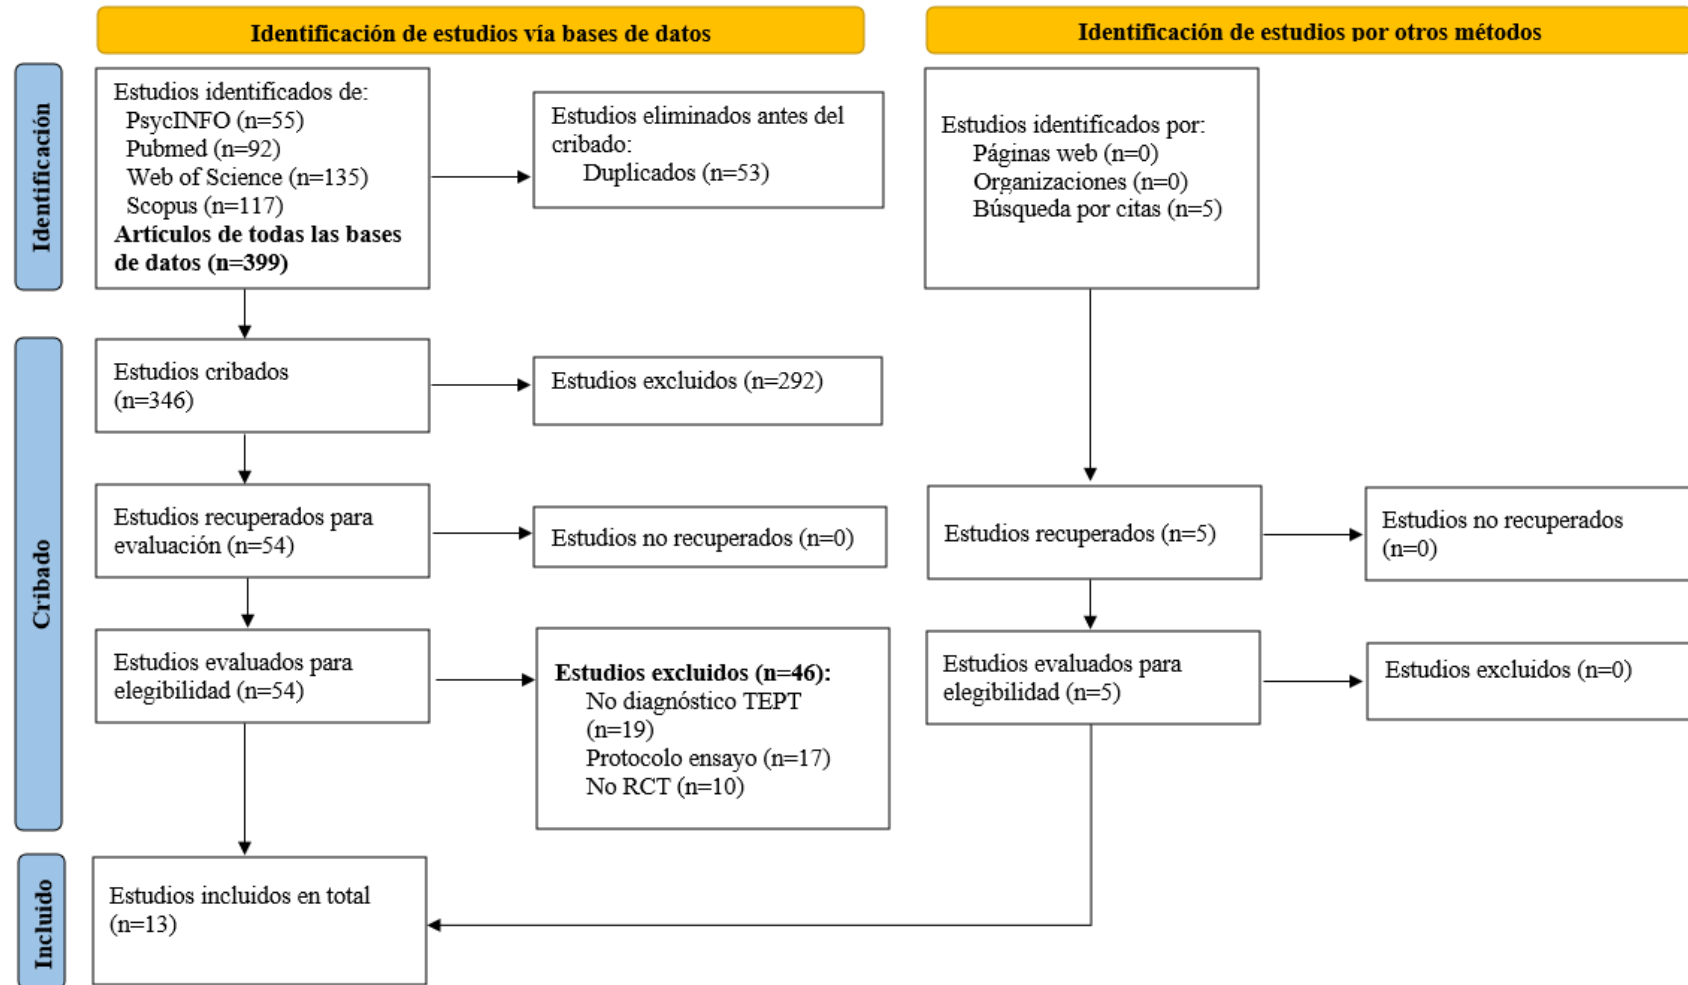 Identificación de estudios vía bases de datos
Identificación de estudios por otros métodos
Identificación
Estudios identificados de:
PsycINFO (n=55)
Pubmed (n=92)
Web of Science (n=135)
Scopus (n=117)
Artículos de todas las bases
de datos (n=399)
Estudios eliminados antes del
cribado:
Duplicados (n=53)
Estudios identificados por:
Páginas web (n=0)
Organizaciones (n=0)
Búsqueda por citas (n=5)
Cribado
Estudios cribados
(n=346)
Estudios excluidos (n=292)
Estudios recuperados para
evaluación (n=54)
Estudios no recuperados (n=0)
Estudios recuperados (n=5)
Estudios no recuperados
(n=0)
Estudios evaluados para
elegibilidad (n=54)
Estudios excluidos (n=46):
No diagnóstico TEPT
(n=19)
Protocolo ensayo (n=17)
No RCT (n=10)
Estudios evaluados para
elegibilidad (n=5)
Estudios excluidos (n=0)
Incluido
Estudios incluidos en total
(n=13)